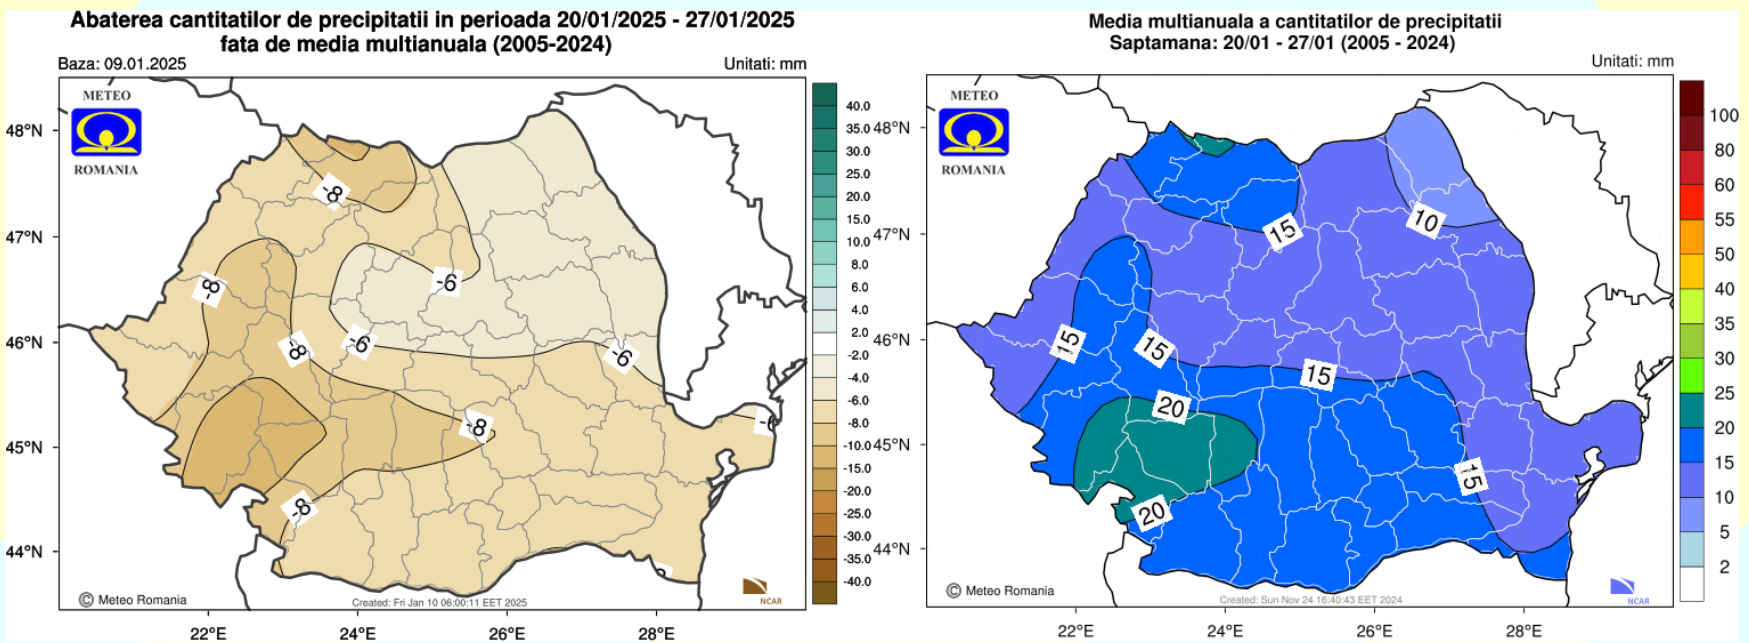 Abaterea cantitatilor de precipitatii in perioada 20/01/2025 - 27/01/2025
fata de media multianuala (2005-2024)
Baza: 09.01.2025
Unitati: mm
METEO
ROMANIA
48°N
47°N
46°N
45°N
44°N
22°E
24°E
26°E
28°E
-8
-8
-8
-6
-6
-6
-8
-8
40.0
35.0
30.0
25.0
20.0
15.0
10.0
8.0
6.0
4.0
2.0
-2.0
-4.0
-6.0
-8.0
-10.0
-15.0
-20.0
-25.0
-30.0
-35.0
-40.0
© Meteo Romania
Created: Fri Jan 10 06:00:11 EET 2025
NCAR
Media multianuala a cantitatilor de precipitatii
Saptamana: 20/01 - 27/01 (2005 - 2024)
Unitati: mm
METEO
ROMANIA
48°N
47°N
46°N
45°N
44°N
22°E
24°E
26°E
28°E
10
15
15
15
15
20
15
20
100
80
60
55
50
40
35
30
25
20
15
10
5
2
© Meteo Romania
Created: Sun Nov 24 16:40:43 EET 2024
NCAR